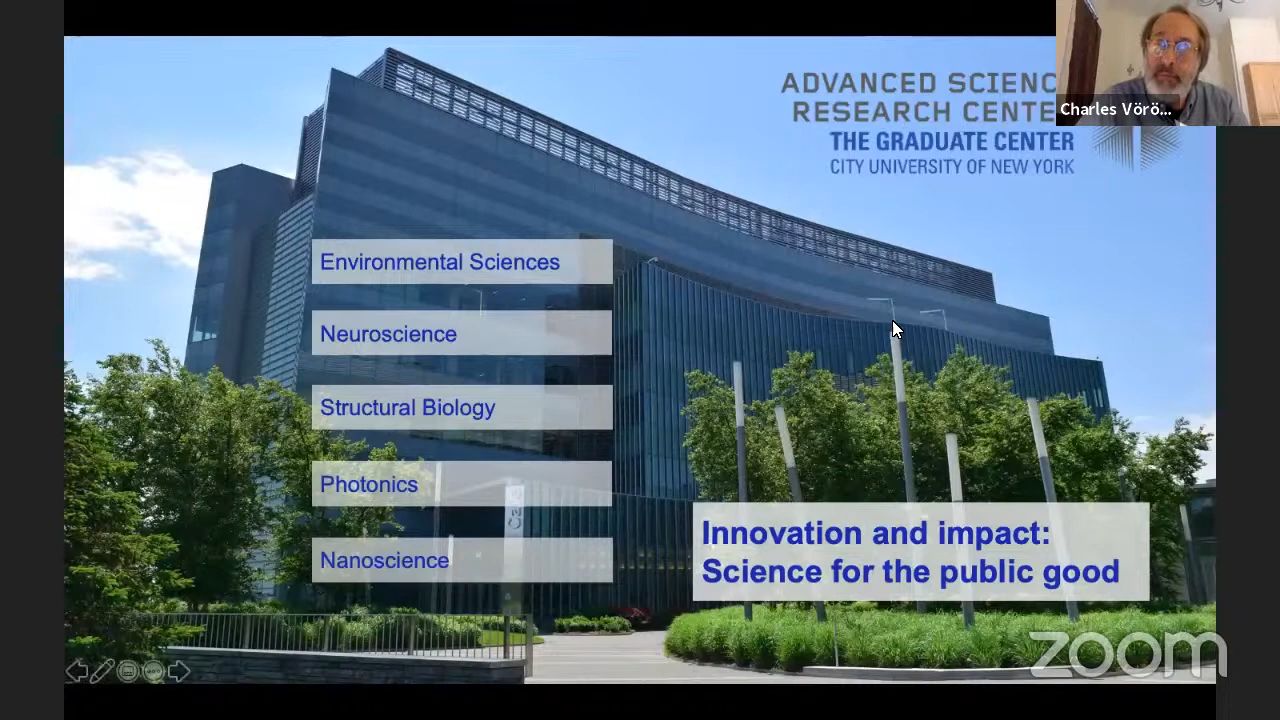 ADVANCED SCIENC
RESEARCH CENTE
THE GRADUATE CENTER
CITY UNIVERSITY OF NEW YORK
Charles Vörö...
Environmental Sciences
Neuroscience
Structural Biology
Photonics
Nanoscience
Innovation and impact:
Science for the public good
zoom